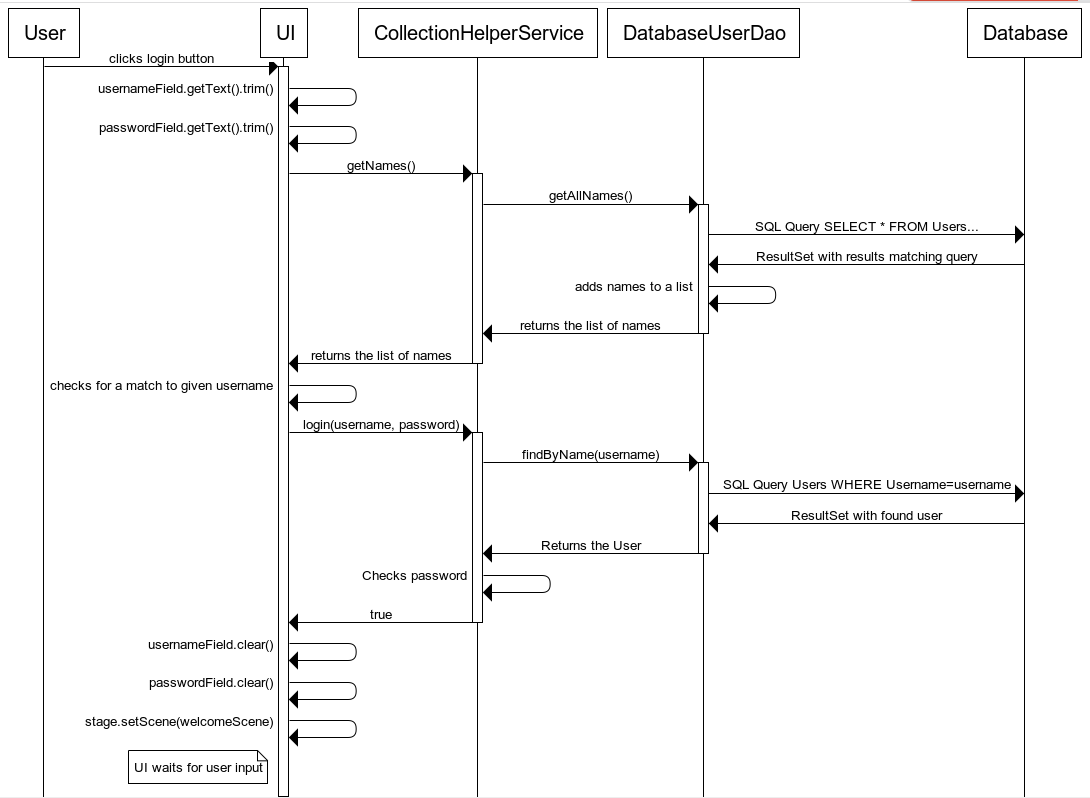 User
UI
CollectionHelperService
DatabaseUserDao
Database
clicks login button
usernameField.getText().trim()
passwordField.getText().trim()
getNames()
getAllNames()
SQL Query SELECT * FROM Users...
ResultSet with results matching query
adds names to a list
returns the list of names
returns the list of names
checks for a match to given username
login(username, password)
findByName(username)
SQL Query Users WHERE Username=username
ResultSet with found user
Returns the User
Checks password
true
usernameField.clear()
passwordField.clear()
stage.setScene(welcomeScene)
UI waits for user input